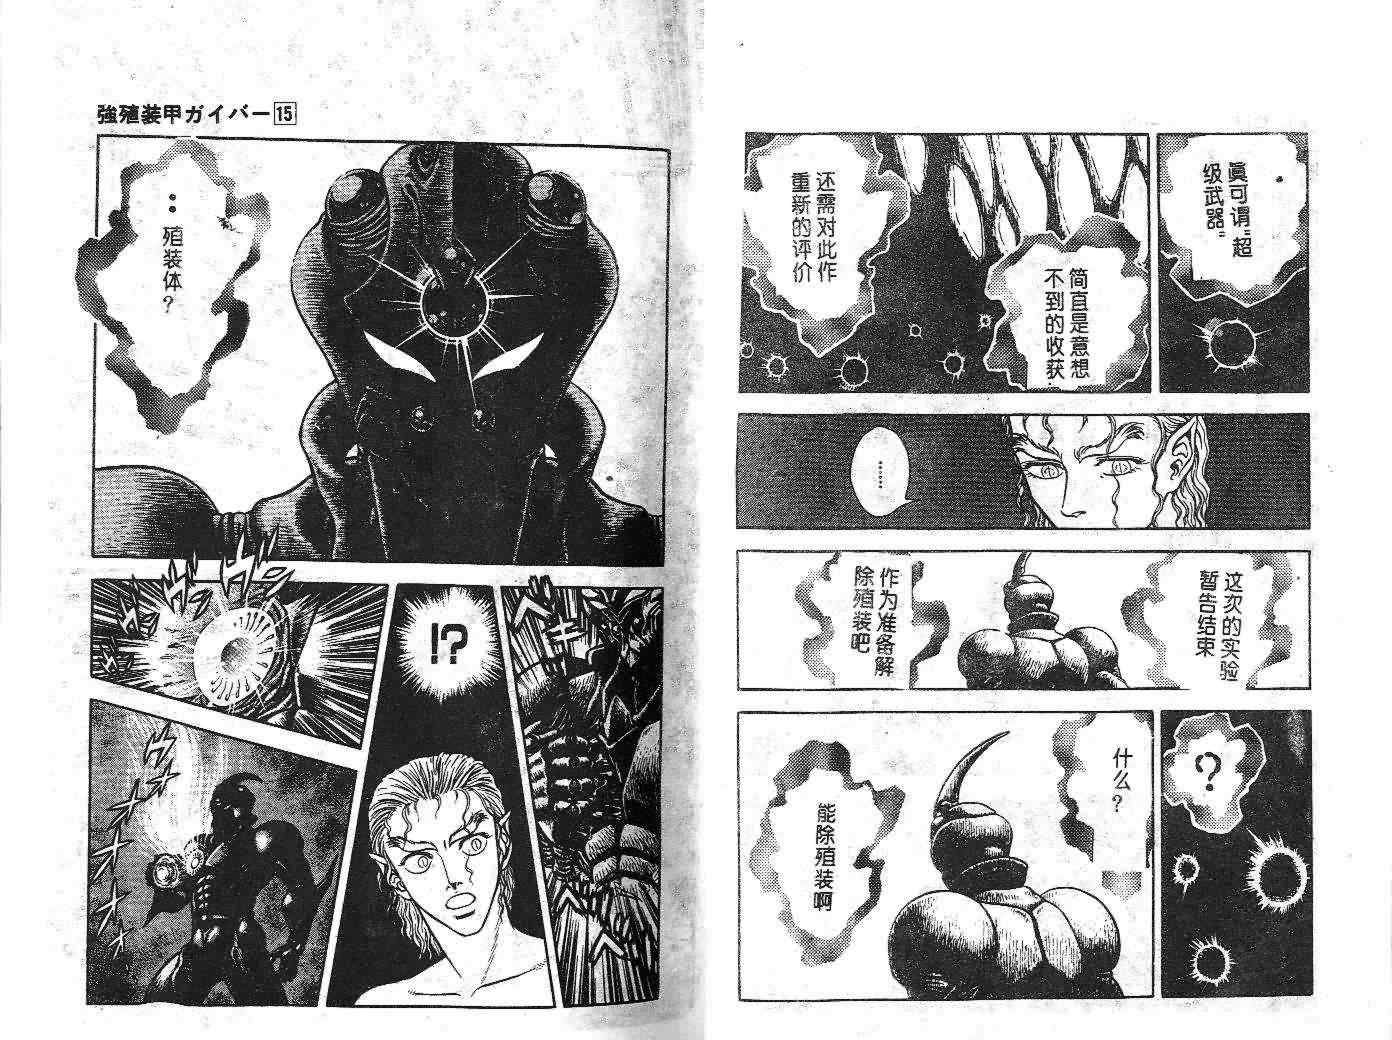 真可谓"超
级武器"
简直是意想
不到的收获
还需对此作
重新的评价
……
这次的实验
暂告结束
作为准备解
除殖装吧
?
什么?
能除殖装啊
強殖装甲ガイバー15
:殖装体?
!?